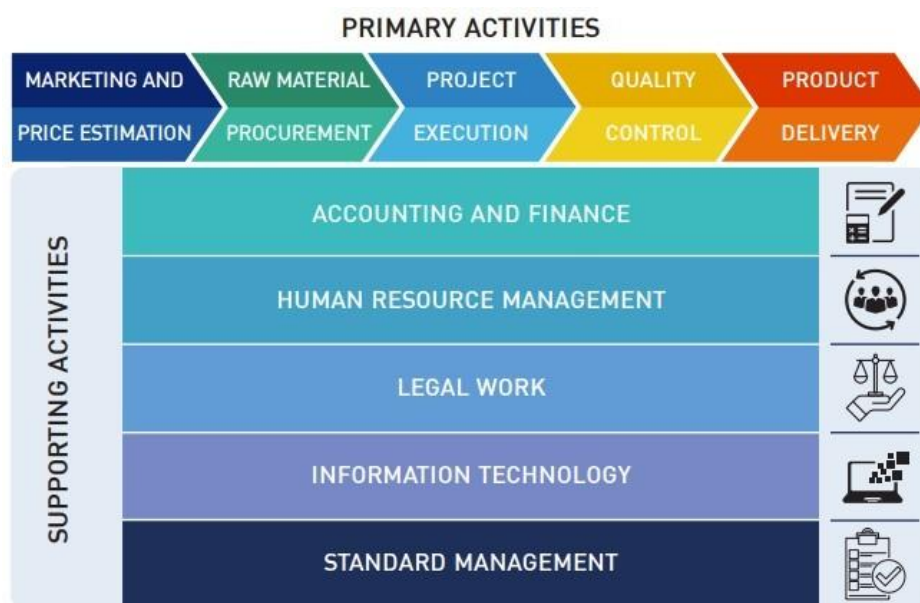 PRIMARY ACTIVITIES
MARKETING AND
PRICE ESTIMATION
RAW MATERIAL
PROCUREMENT
PROJECT
EXECUTION
QUALITY
CONTROL
PRODUCT
DELIVERY
SUPPORTING ACTIVITIES
ACCOUNTING AND FINANCE
HUMAN RESOURCE MANAGEMENT
LEGAL WORK
INFORMATION TECHNOLOGY
STANDARD MANAGEMENT